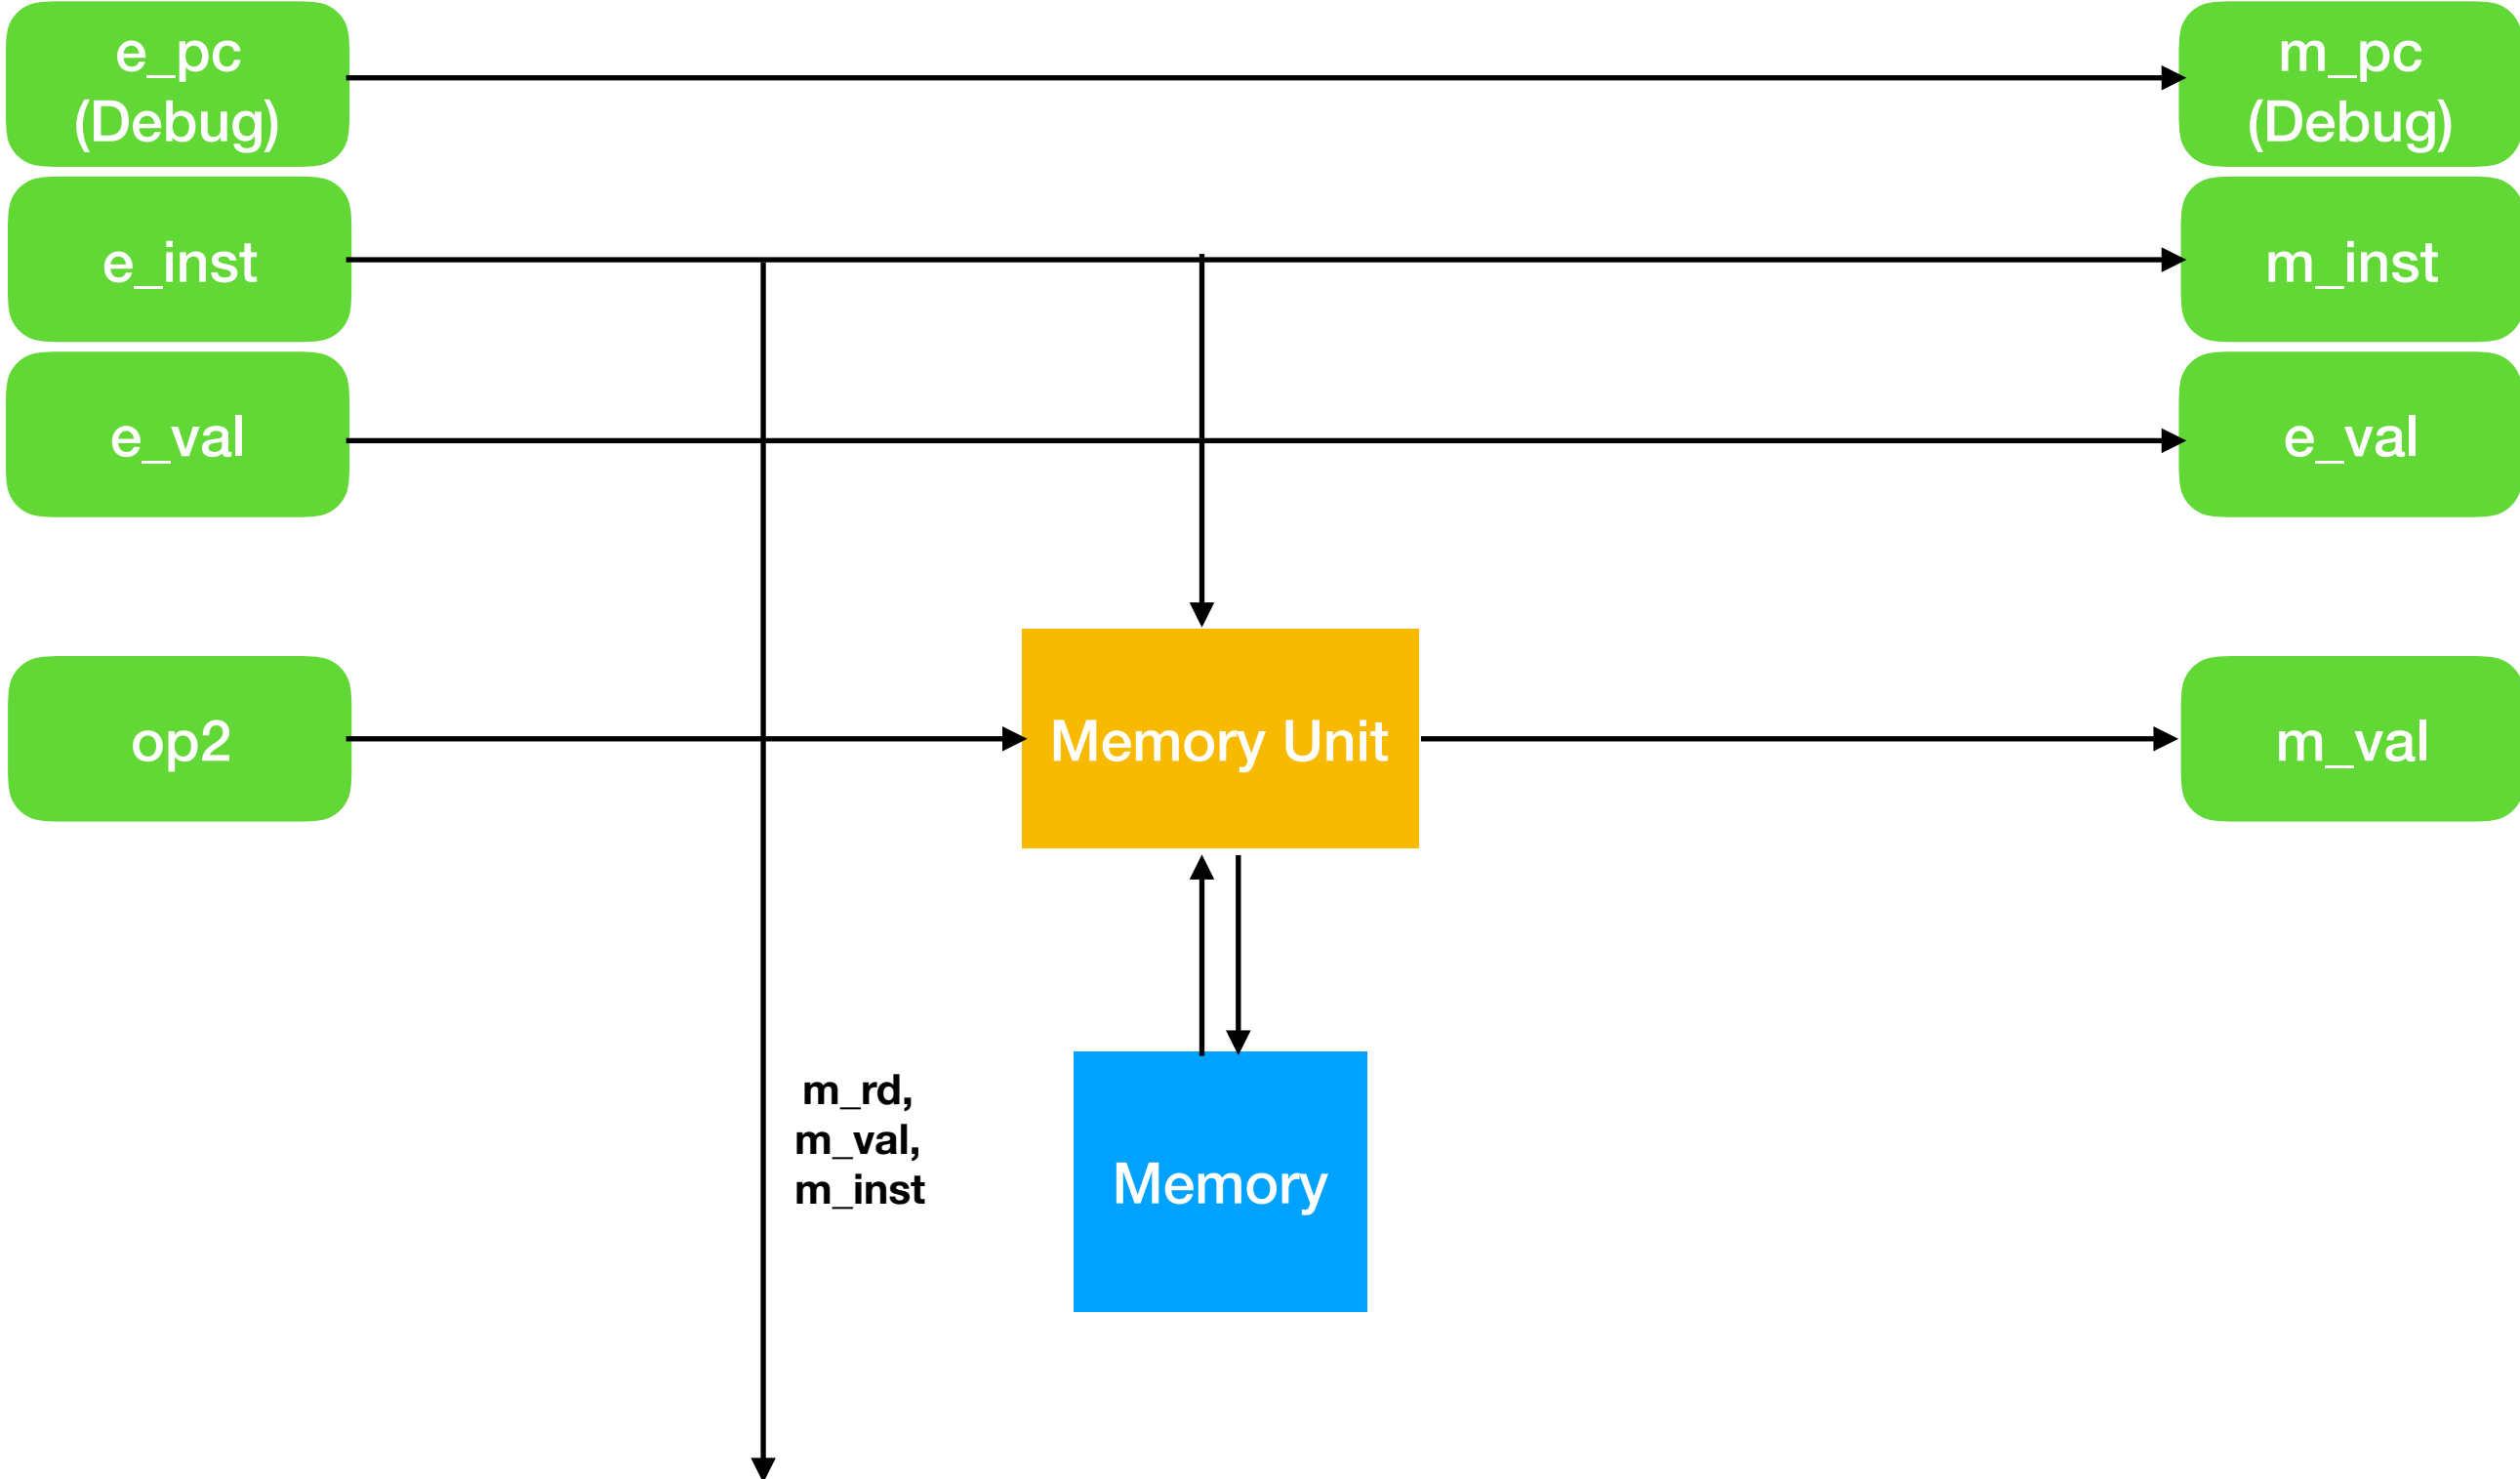 e_pc
(Debug)
m_pc
(Debug)
e_inst
m_inst
e_val
e_val
op2
Memory Unit
m_val
m_rd,
m_val,
m_inst
Memory